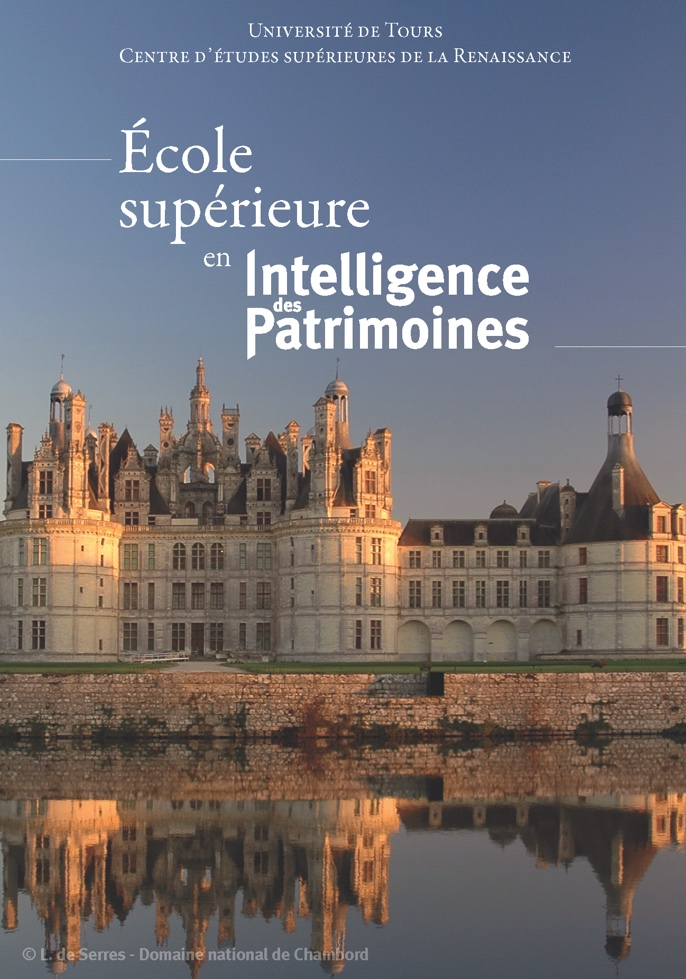 Université de Tours
Centre d'études supérieures de la Renaissance
École
supérieure
en Intelligence
des
Patrimoines
© L. de Serres - Domaine national de Chambord